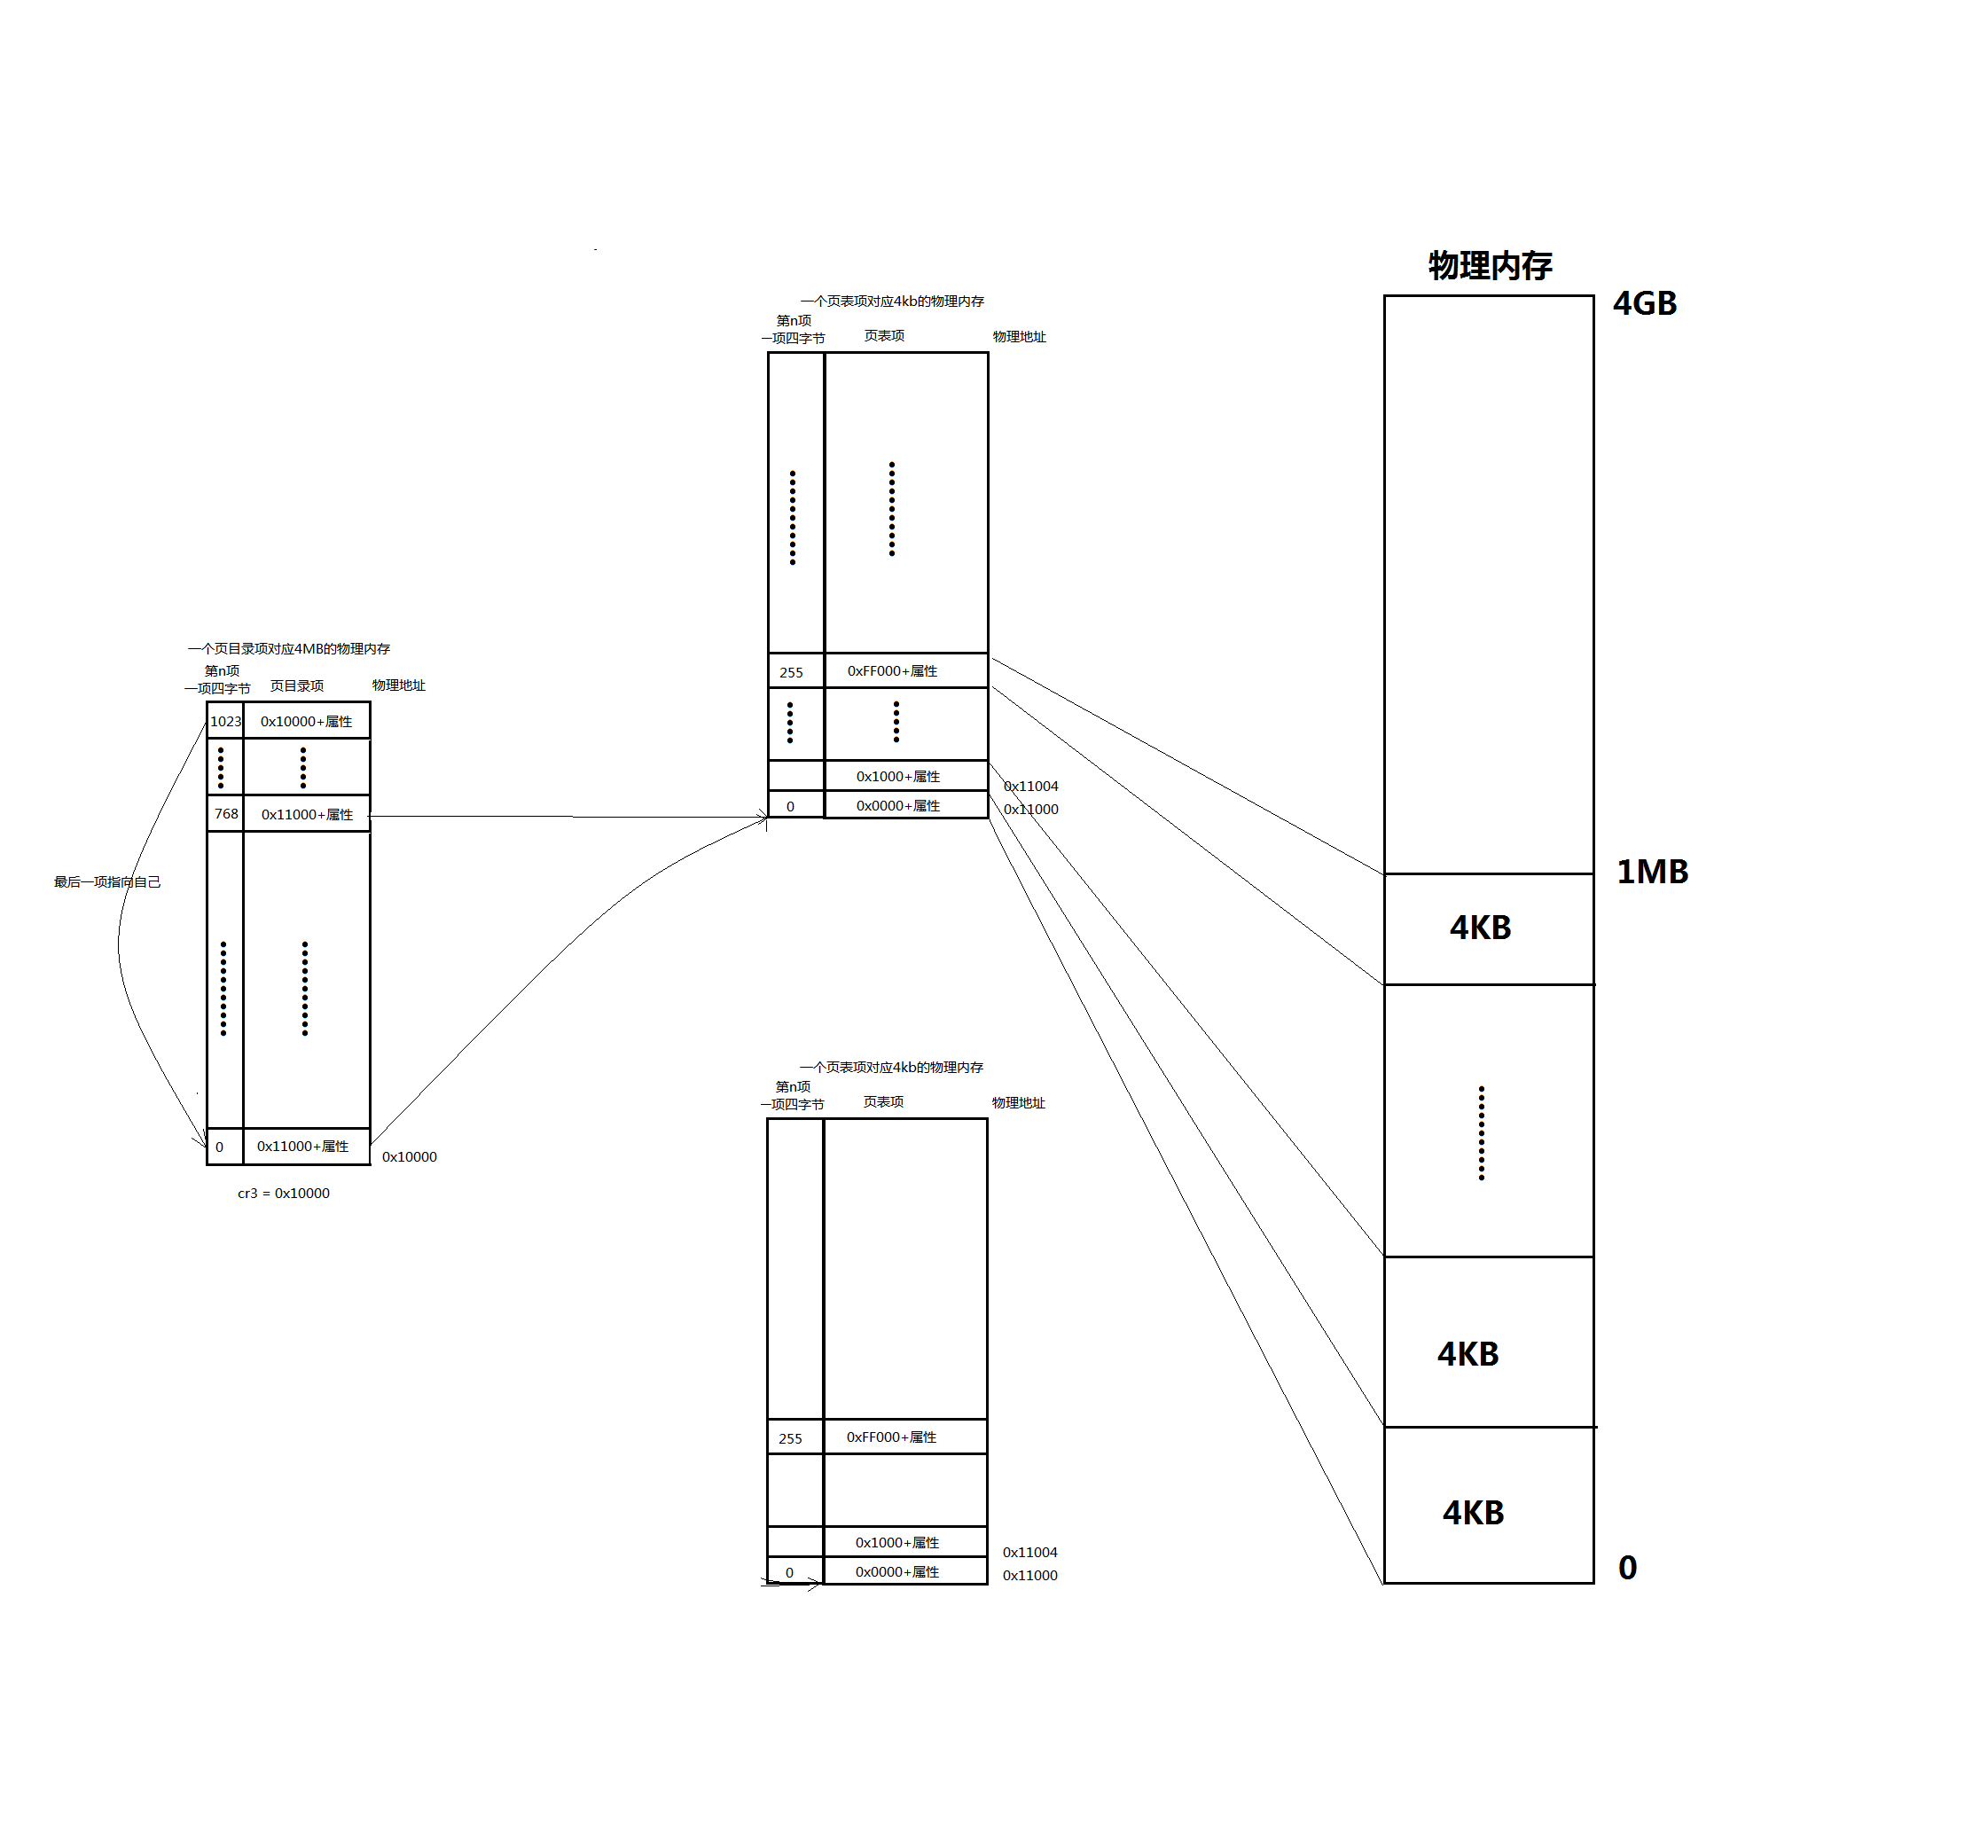 物理内存
4GB
1MB
4KB
4KB
4KB
0
一个页表项对应4kb的物理内存
第n项
一项四字节
页表项
物理地址
255
0xFF000+属性
0x1000+属性
0x11004
0
0x0000+属性
0x11000
一个页目录项对应4MB的物理内存
第n项
一项四字节
页目录项
物理地址
1023
0x10000+属性
768
0x11000+属性
最后一项指向自己
0
0x11000+属性
0x10000
cr3 = 0x10000
一个页表项对应4kb的物理内存
第n项
一项四字节
页表项
物理地址
255
0xFF000+属性
0x1000+属性
0x11004
0
0x0000+属性
0x11000